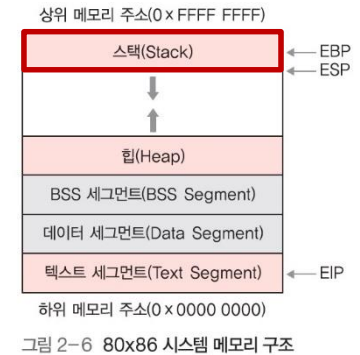 상위 메모리 주소(0 x FFFF FFFF)
스택(Stack)
EBP
ESP
힙(Heap)
BSS 세그먼트(BSS Segment)
데이터 세그먼트(Data Segment)
텍스트 세그먼트(Text Segment)
EIP
하위 메모리 주소(0 x 0000 0000)
그림 2-6 80x86 시스템 메모리 구조